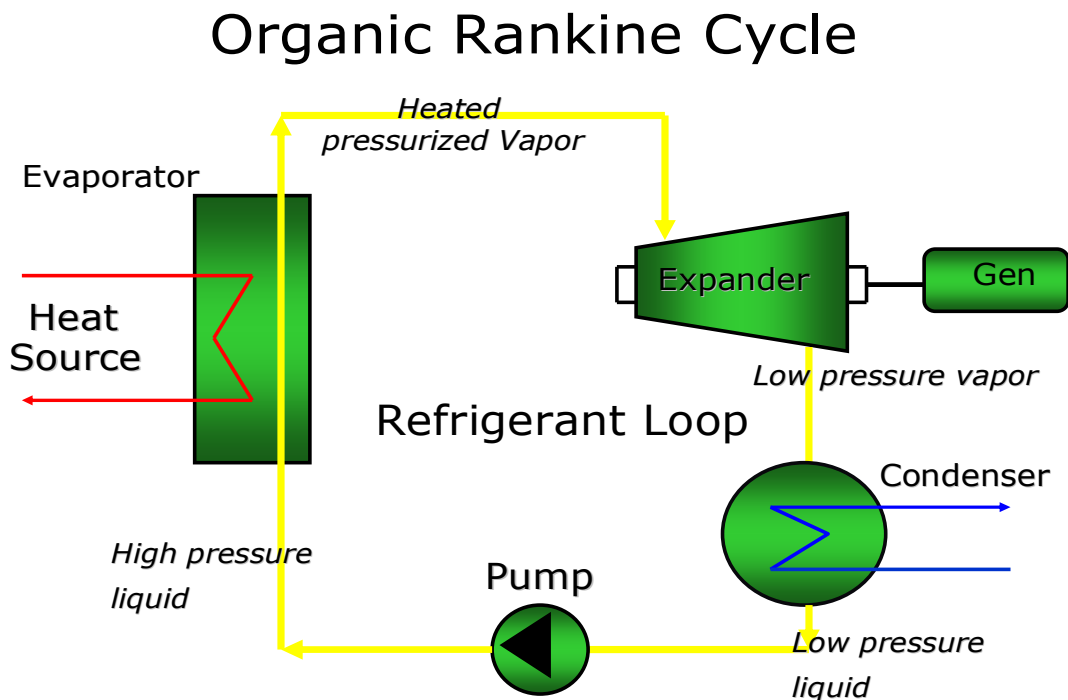 Organic Rankine Cycle
Heated
pressurized Vapor
Evaporator
Expander
Gen
Heat
Source
Low pressure vapor
Refrigerant Loop
Condenser
High pressure
liquid
Pump
Low pressure
liquid